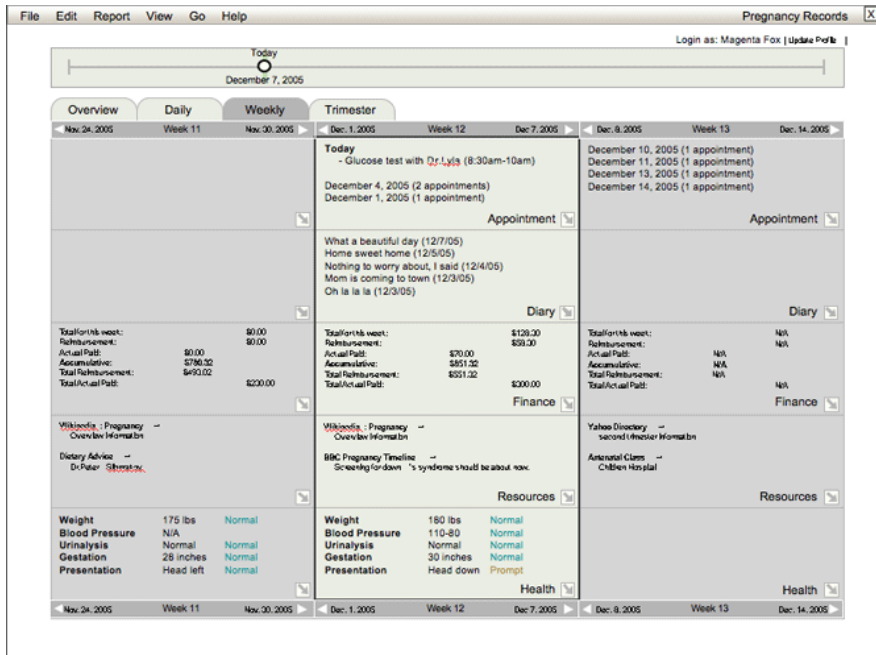 File Edit Report View Go Help Pregnancy Records X
Login as: Magenta Fox | Update Profile |
Today
December 7, 2005
Overview Daily Weekly Trimester
Nov. 24, 2005 Week 11 Nov. 30, 2005 Dec. 1, 2005 Week 12 Dec 7, 2005 Dec. 8, 2005 Week 13 Dec. 14, 2005
Today
- Glucose test with Dr.Lyla (8:30am-10am)
December 4, 2005 (2 appointments)
December 1, 2005 (1 appointment)
Appointment
December 10, 2005 (1 appointment)
December 11, 2005 (1 appointment)
December 13, 2005 (1 appointment)
December 14, 2005 (1 appointment)
Appointment
What a beautiful day (12/7/05)
Home sweet home (12/5/05)
Nothing to worry about, I said (12/4/05)
Mom is coming to town (12/3/05)
Oh la la la (12/3/05)
Diary
Diary
Total for this week: $0.00
Reimbursement: $0.00
Actual Paid: $0.00
Accumulative:
Total Reimbursement:
Total Actual Paid:
Total for this week:
Reimbursement:
Actual Paid: $70.00
Accumulative:
Total Reimbursement:
Total Actual Paid: $300.00
Finance
Total for this week: N/A
Reimbursement: N/A
Actual Paid: N/A
Accumulative: N/A
Total Reimbursement: N/A
Total Actual Paid: N/A
Finance
Wikipedia : Pregnancy →
Overview Information
Dietary Advice →
Dr.Peter
Wikipedia : Pregnancy →
Overview Information
BBC Pregnancy Timeline →
Screening for down 's syndrome should be about now.
Resources
Yahoo Directory →
second trimester Information
Antenatal Class →
Children Hospital
Resources
Weight 175 lbs Normal
Blood Pressure N/A
Urinalysis Normal Normal
Gestation 28 inches Normal
Presentation Head left Normal
Weight 180 lbs Normal
Blood Pressure 110-80 Normal
Urinalysis Normal Normal
Gestation 30 inches Normal
Presentation Head down Prompt
Health
Health
Nov. 24, 2005 Week 11 Nov. 30, 2005 Dec. 1, 2005 Week 12 Dec 7, 2005 Dec. 8, 2005 Week 13 Dec. 14, 2005